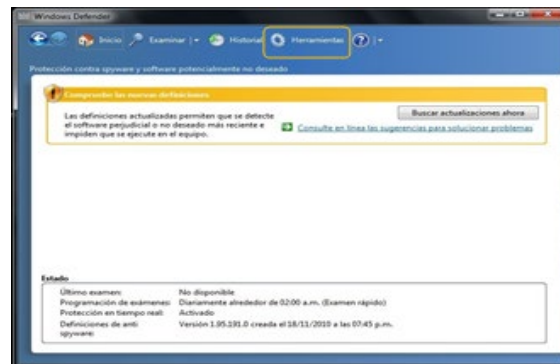 Windows Defender
Inicio Examinar Historial Herramientas
Protección contra spyware y software potencialmente no deseado
Compruebe las nuevas definiciones
Las definiciones actualizadas permiten que se detecte
el software perjudicial o no deseado más reciente e
impiden que se ejecute en el equipo.
Buscar actualizaciones ahora
Consulte en línea las sugerencias para solucionar problemas
Estado
Último examen: No disponible
Programación de exámenes: Diariamente alrededor de 02:00 a.m. (Examen rápido)
Protección en tiempo real: Activado
Definiciones de anti spyware: Versión 1.95.191.0 creada el 18/11/2010 a las 07:45 p.m.